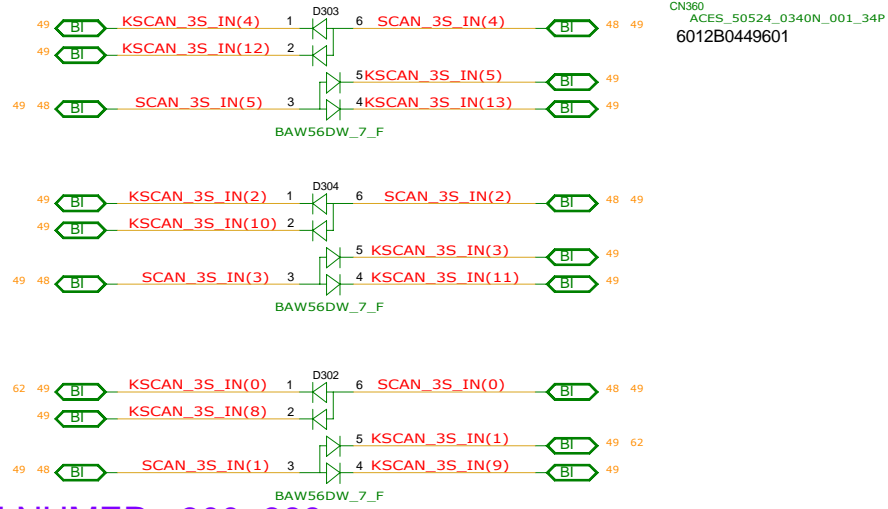 CN360
ACES_50524_0340N_001_34P
6012B0449601
D303
49 BI KSCAN_3S_IN(4) 1 6 SCAN_3S_IN(4) BI 48 49
49 BI KSCAN_3S_IN(12) 2
5 KSCAN_3S_IN(5) BI 49
49 48 BI SCAN_3S_IN(5) 3 4 KSCAN_3S_IN(13) BI 49
BAW56DW_7_F
D304
49 BI KSCAN_3S_IN(2) 1 6 SCAN_3S_IN(2) BI 48 49
49 BI KSCAN_3S_IN(10) 2
5 KSCAN_3S_IN(3) BI 49
49 48 BI SCAN_3S_IN(3) 3 4 KSCAN_3S_IN(11) BI 49
BAW56DW_7_F
D302
62 49 BI KSCAN_3S_IN(0) 1 6 SCAN_3S_IN(0) BI 48 49
49 BI KSCAN_3S_IN(8) 2
5 KSCAN_3S_IN(1) BI 49 62
49 48 BI SCAN_3S_IN(1) 3 4 KSCAN_3S_IN(9) BI 49
BAW56DW_7_F